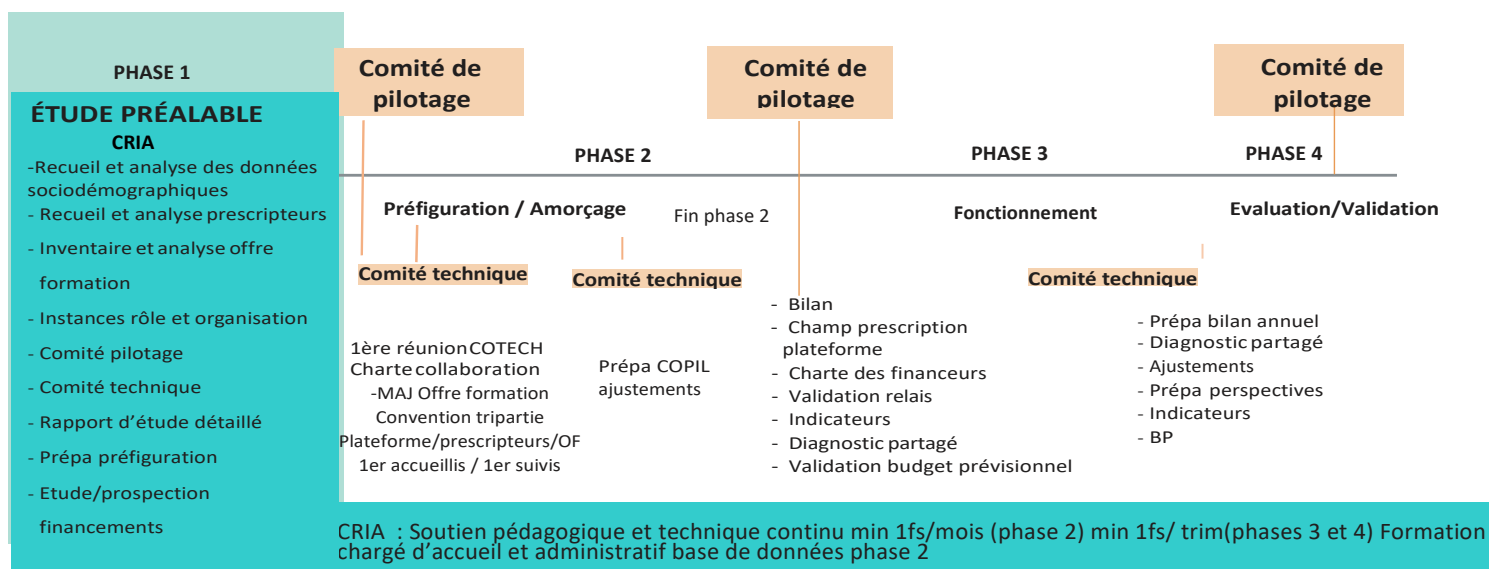 PHASE 1
ÉTUDE PRÉALABLE
CRIA
-Recueil et analyse des données
sociodémographiques
- Recueil et analyse prescripteurs
- Inventaire et analyse offre
formation
- Instances rôle et organisation
- Comité pilotage
- Comité technique
- Rapport d'étude détaillé
- Prépa préfiguration
- Etude/prospection
financements
Comité de
pilotage
Comité de
pilotage
Comité de
pilotage
PHASE 2
PHASE 3
PHASE 4
Préfiguration / Amorçage
Fin phase 2
Fonctionnement
Evaluation/Validation
Comité technique
1ère réunion COTECH
Charte collaboration
-MAJ Offre formation
Convention tripartie
Plateforme/prescripteurs/OF
1er accueillis / 1er suivis
Comité technique
Prépa COPIL
ajustements
- Bilan
- Champ prescription
plateforme
- Charte des financeurs
- Validation relais
- Indicateurs
- Diagnostic partagé
- Validation budget prévisionnel
Comité technique
- Prépa bilan annuel
- Diagnostic partagé
- Ajustements
- Prépa perspectives
- Indicateurs
- BP
CRIA : Soutien pédagogique et technique continu min 1fs/mois (phase 2) min 1fs/ trim(phases 3 et 4) Formation
chargé d'accueil et administratif base de données phase 2